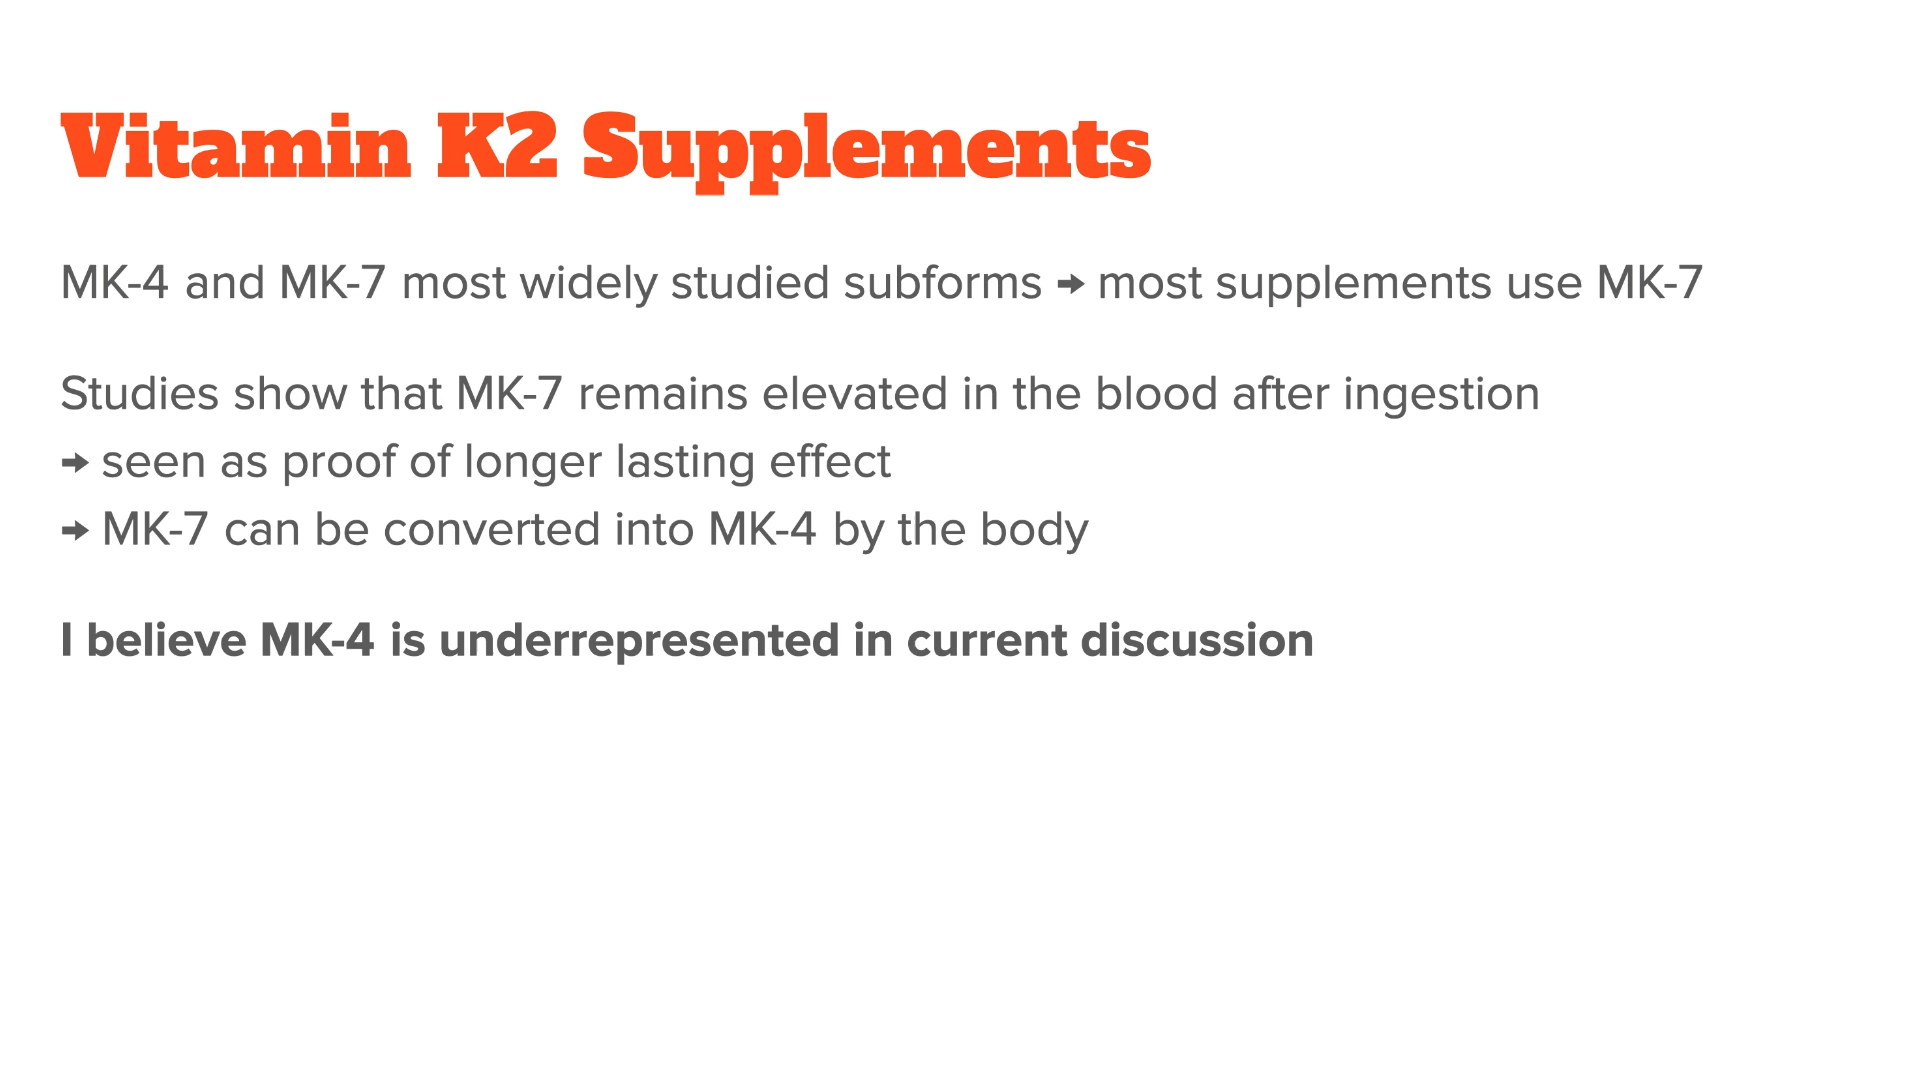 Vitamin K2 Supplements
MK-4 and MK-7 most widely studied subforms → most supplements use MK-7
Studies show that MK-7 remains elevated in the blood after ingestion
→ seen as proof of longer lasting effect
→ MK-7 can be converted into MK-4 by the body
I believe MK-4 is underrepresented in current discussion